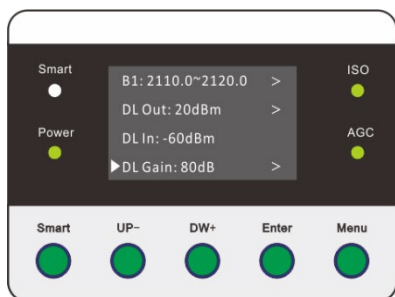 Smart
ISO
B1: 2110.0~2120.0 >
DL Out: 20dBm >
Power
DL In: -60dBm
AGC
DL Gain: 80dB >
Smart UP- DW+ Enter Menu